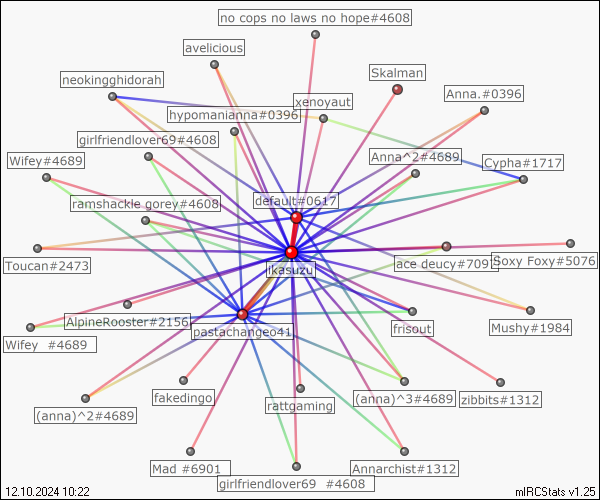 no cops no laws no hope#4608
avelicious
Skalman
neokingghidorah
xenoyaut
Anna.#0396
hypomanianna#0396
girlfriendlover69#4608
Wifey#4689
Anna^2#4689
Cypha#1717
ramshackle gorey#4608
default#0617
Toucan#2473
ikasuzu
ace deucy#7091
Soxy Foxy#5076
AlpineRooster#2156
pastachangeo41
frisout
Mushy#1984
Wifey  #4689
(anna)^2#4689
fakedingo
rattgaming
(anna)^3#4689
zibbits#1312
Mad #6901
girlfriendlover69  #4608
Annarchist#1312
12.10.2024 10:22
mIRCStats v1.25